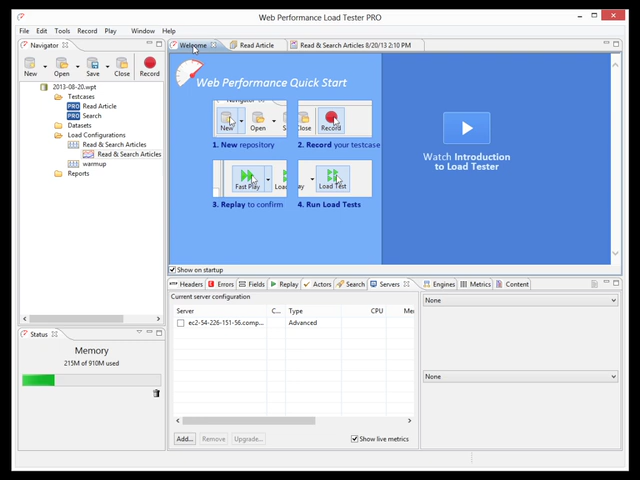 Web Performance Load Tester PRO
File Edit Tools Record Play Window Help
Navigator
New Open Save Close Record
2013-08-20.wpt
Testcases
PRO Read Article
PRO Search
Datasets
Load Configurations
Read & Search Articles
Read & Search Articles
warmup
Reports
Status
Memory
215M of 910M used
Welcome Read Article Read & Search Articles 8/20/13 2:10 PM
Web Performance Quick Start
New Open Close Record
1. New repository 2. Record your testcase
Fast Play Load Test
3. Replay to confirm 4. Run Load Tests
Watch Introduction
to Load Tester
Show on startup
Headers Errors Fields Replay Actors Search Servers Engines Metrics Content
Current server configuration
Server C... Type CPU Mer
ec2-54-226-151-56.comp... Advanced
Add... Remove Upgrade... Show live metrics
None
None